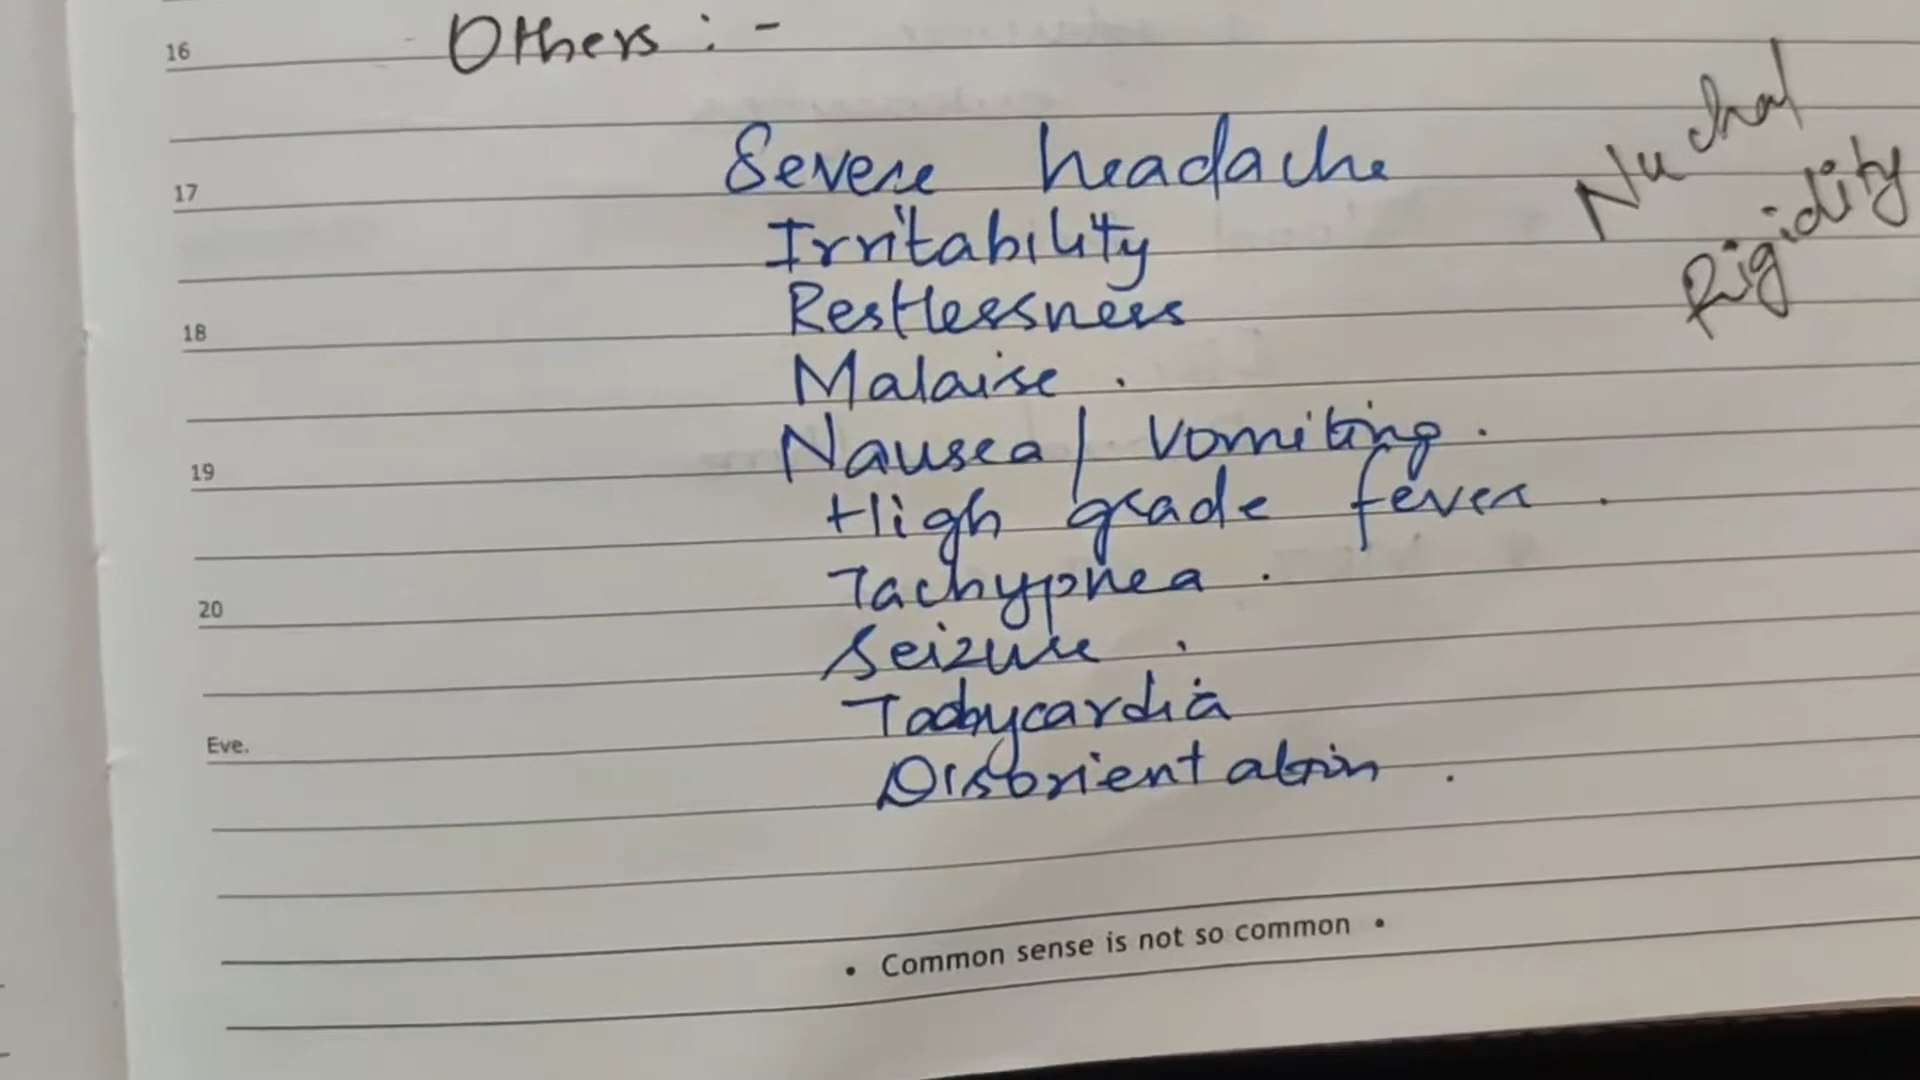 16
Others : -
Severe headache
Nuchal
Rigidity
17
Irritability
Restlessness
18
Malaise .
Nausea / Vomiting .
19
High grade fever .
Tachypnea .
20
Seizure .
Tachycardia
Eve.
Disorientation .
• Common sense is not so common •